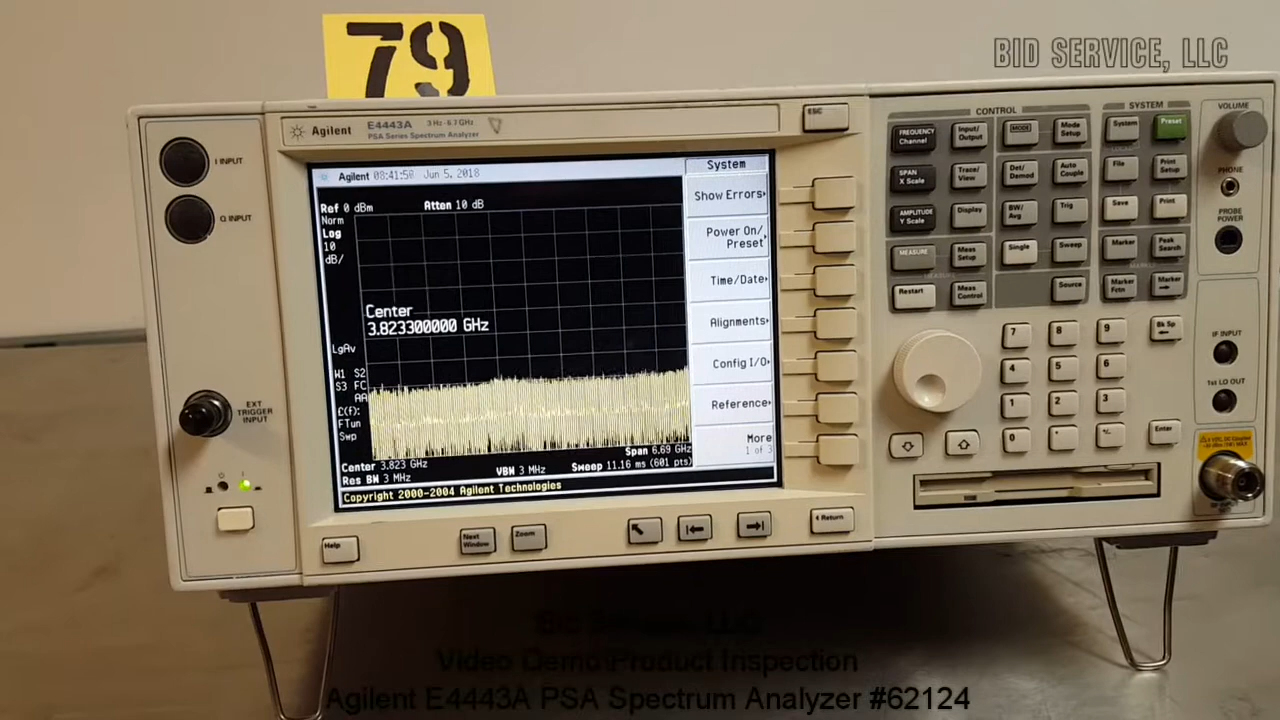 79
BID SERVICE, LLC
Agilent E4443A 3 Hz-6.7 GHz
PSA Series Spectrum Analyzer
ESC
I INPUT
Q INPUT
EXT
TRIGGER
INPUT
Agilent 08:41:50 Jun 5, 2018
System
Ref 0 dBm
Atten 10 dB
Norm
Log
10
dB/
Center
3.823300000 GHz
LgAv
W1 S2
S3 FC
AA
£(f):
FTun
Swp
Center 3.823 GHz
Span 6.69 GHz
Res BW 3 MHz
VBW 3 MHz
Sweep 11.16 ms (601 pts)
Copyright 2000-2004 Agilent Technologies
Show Errors
Power On/
Preset
Time/Date
Alignments
Config I/O
Reference
More
1 of 3
Help
Next
Window
Zoom
Return
CONTROL
SYSTEM
FREQUENCY
Channel
Input/
Output
MODE
Mode
Setup
System
Preset
SPAN
X Scale
Trace/
View
Det/
Demod
Auto
Couple
File
Print
Setup
AMPLITUDE
Y Scale
Display
BW/
Avg
Trig
Save
Print
MEASURE
Meas
Setup
Single
Sweep
Marker
Peak
Search
Restart
Meas
Control
Source
Marker
Fctn
Marker
7
8
9
Bk Sp
4
5
6
1
2
3
0
.
Enter
VOLUME
PHONE
PROBE
POWER
IF INPUT
1st LO OUT
Video Demo Product Inspection
Agilent E4443A PSA Spectrum Analyzer #62124